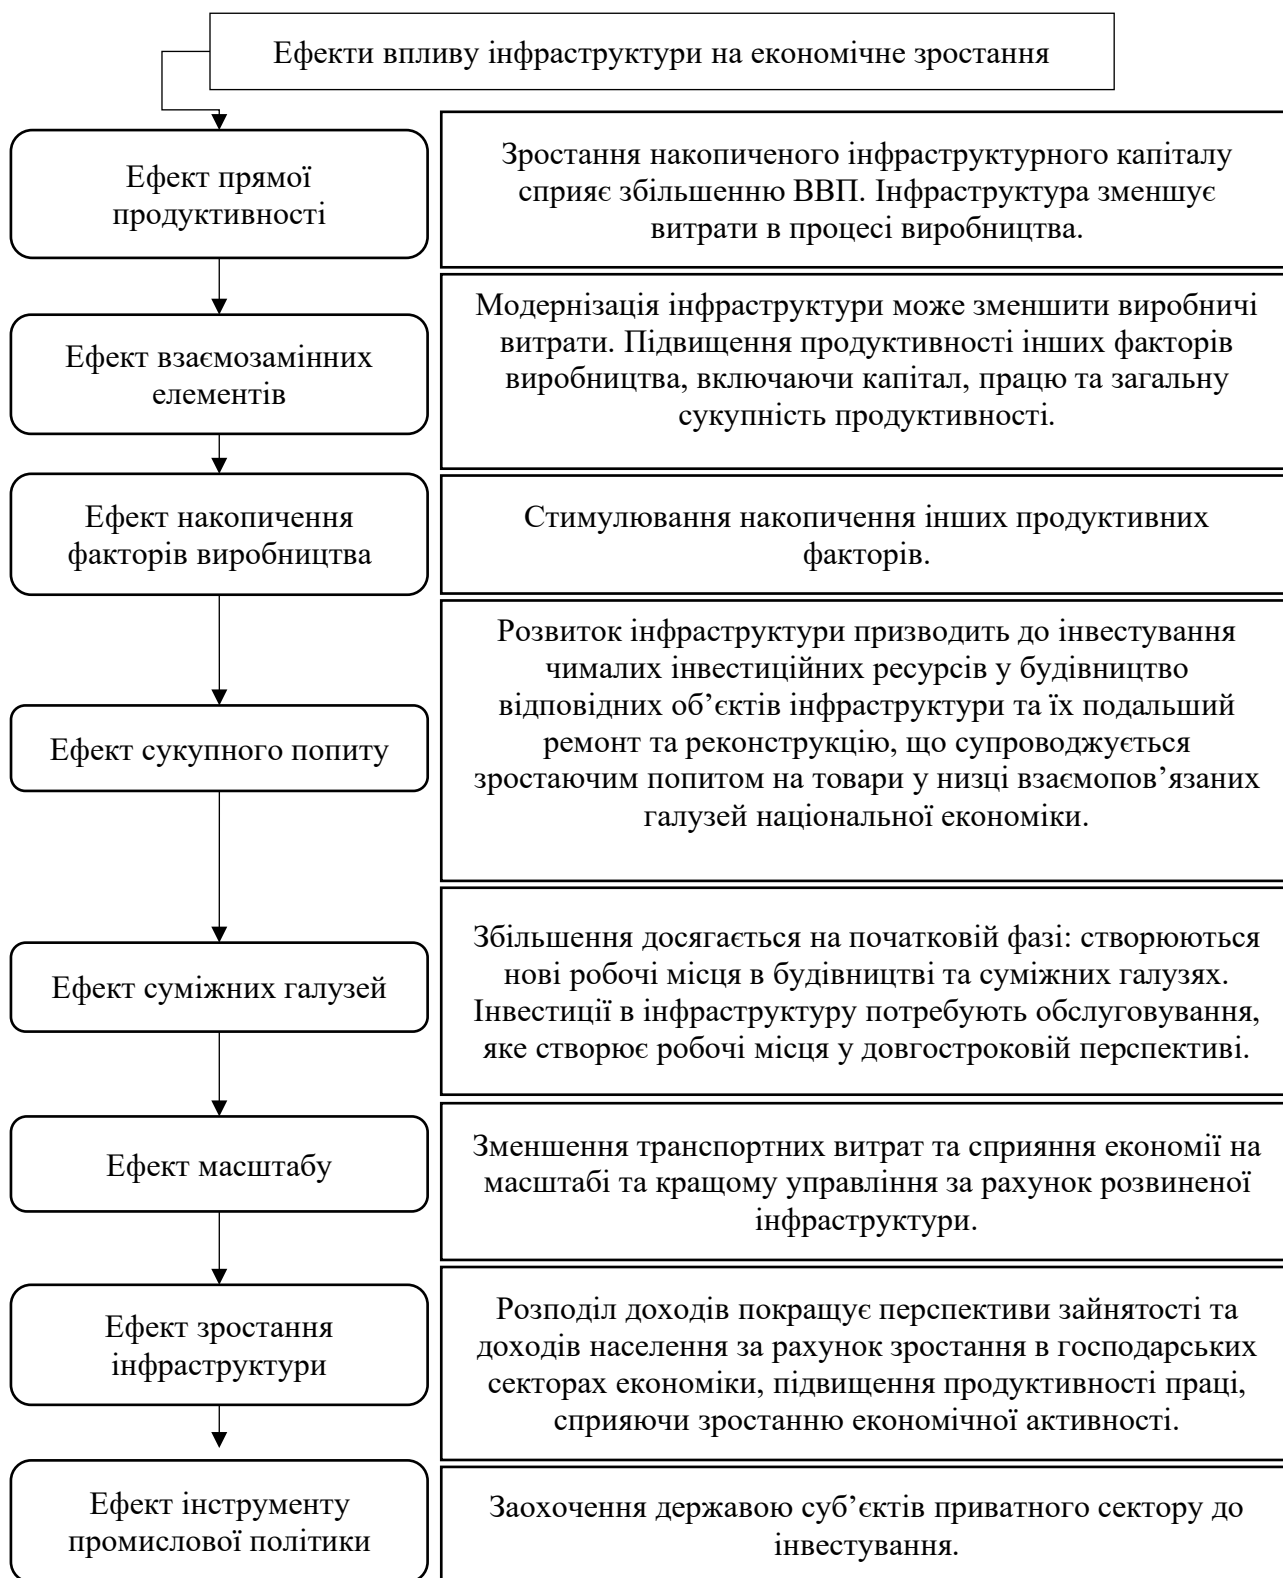 Ефекти впливу інфраструктури на економічне зростання
Ефект прямої
продуктивності
Зростання накопиченого інфраструктурного капіталу
сприяє збільшенню ВВП. Інфраструктура зменшує
витрати в процесі виробництва.
Ефект взаємозамінних
елементів
Модернізація інфраструктури може зменшити виробничі
витрати. Підвищення продуктивності інших факторів
виробництва, включаючи капітал, працю та загальну
сукупність продуктивності.
Ефект накопичення
факторів виробництва
Стимулювання накопичення інших продуктивних
факторів.
Ефект сукупного попиту
Розвиток інфраструктури призводить до інвестування
чималих інвестиційних ресурсів у будівництво
відповідних об’єктів інфраструктури та їх подальший
ремонт та реконструкцію, що супроводжується
зростаючим попитом на товари у низці взаємопов’язаних
галузей національної економіки.
Ефект суміжних галузей
Збільшення досягається на початковій фазі: створюються
нові робочі місця в будівництві та суміжних галузях.
Інвестиції в інфраструктуру потребують обслуговування,
яке створює робочі місця у довгостроковій перспективі.
Ефект масштабу
Зменшення транспортних витрат та сприяння економії на
масштабі та кращому управління за рахунок розвиненої
інфраструктури.
Ефект зростання
інфраструктури
Розподіл доходів покращує перспективи зайнятості та
доходів населення за рахунок зростання в господарських
секторах економіки, підвищення продуктивності праці,
сприяючи зростанню економічної активності.
Ефект інструменту
промислової політики
Заохочення державою суб’єктів приватного сектору до
інвестування.